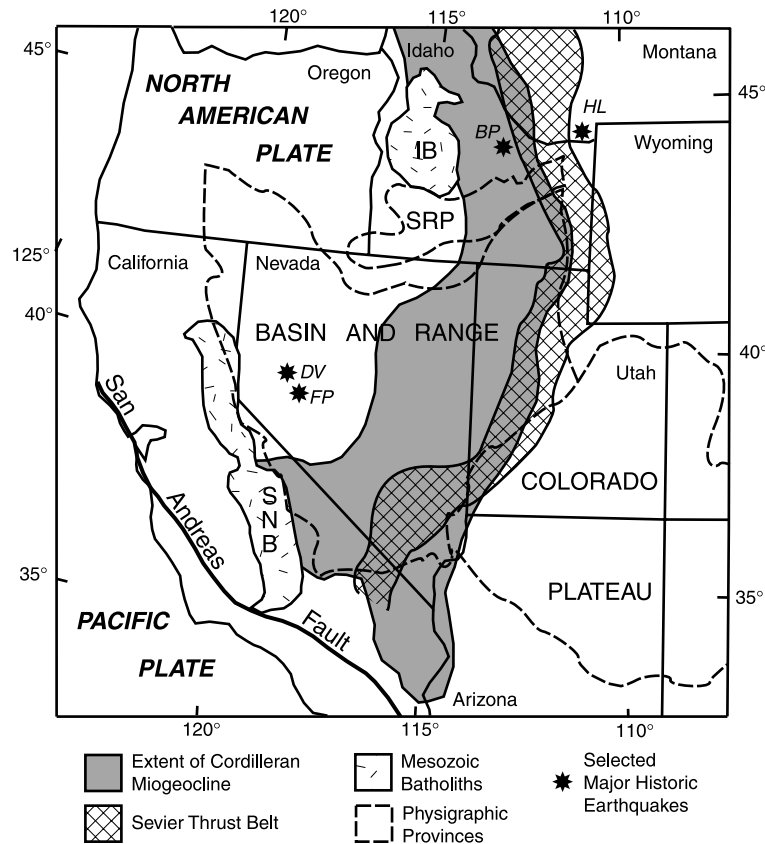 120° 115° 110°
45°
Idaho
Montana
Oregon
NORTH
AMERICAN
PLATE
HL
45°
BP
IB
Wyoming
SRP
125°
California
Nevada
40°
BASIN AND RANGE
40°
DV
Utah
FP
San
Andreas
Fault
COLORADO
S
N
B
35°
PLATEAU
35°
PACIFIC
PLATE
Arizona
120° 115° 110°
Extent of Cordilleran
Miogeocline
Mesozoic
Batholiths
Selected
Major Historic
Earthquakes
Sevier Thrust Belt
Physigraphic
Provinces